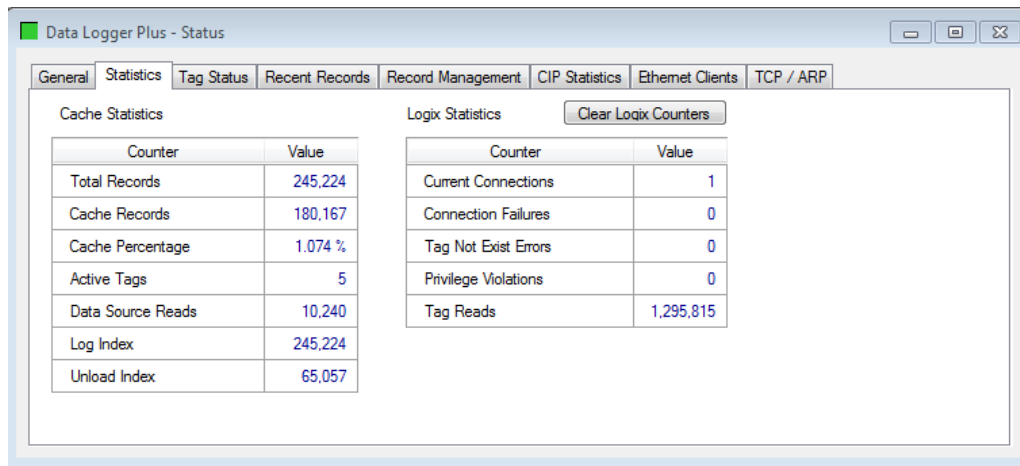 Data Logger Plus - Status
General Statistics Tag Status Recent Records Record Management CIP Statistics Ethernet Clients TCP / ARP
Cache Statistics
Counter Value
Total Records 245,224
Cache Records 180,167
Cache Percentage 1.074 %
Active Tags 5
Data Source Reads 10,240
Log Index 245,224
Unload Index 65,057
Logix Statistics Clear Logix Counters
Counter Value
Current Connections 1
Connection Failures 0
Tag Not Exist Errors 0
Privilege Violations 0
Tag Reads 1,295,815